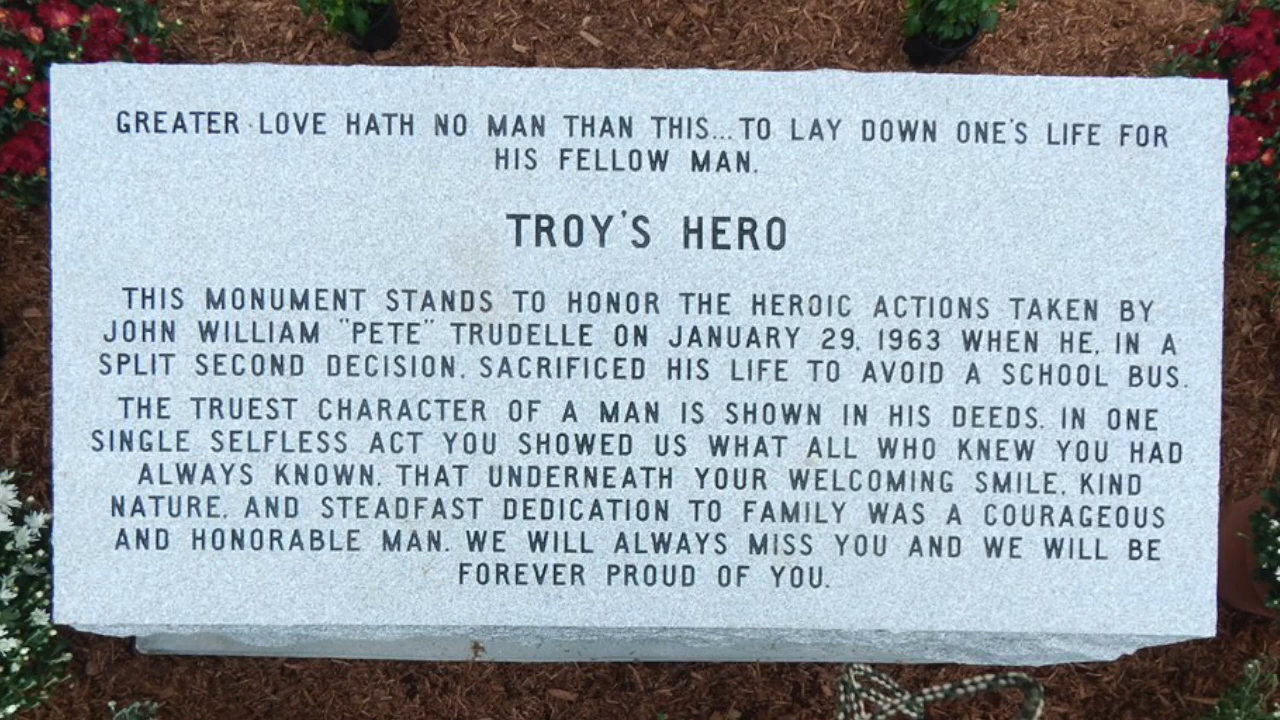 GREATER LOVE HATH NO MAN THAN THIS...TO LAY DOWN ONE'S LIFE FOR
HIS FELLOW MAN.
TROY'S HERO
THIS MONUMENT STANDS TO HONOR THE HEROIC ACTIONS TAKEN BY
JOHN WILLIAM "PETE" TRUDELLE ON JANUARY 29, 1963 WHEN HE, IN A
SPLIT SECOND DECISION, SACRIFICED HIS LIFE TO AVOID A SCHOOL BUS.
THE TRUEST CHARACTER OF A MAN IS SHOWN IN HIS DEEDS. IN ONE
SINGLE SELFLESS ACT YOU SHOWED US WHAT ALL WHO KNEW YOU HAD
ALWAYS KNOWN, THAT UNDERNEATH YOUR WELCOMING SMILE, KIND
NATURE, AND STEADFAST DEDICATION TO FAMILY WAS A COURAGEOUS
AND HONORABLE MAN. WE WILL ALWAYS MISS YOU AND WE WILL BE
FOREVER PROUD OF YOU.